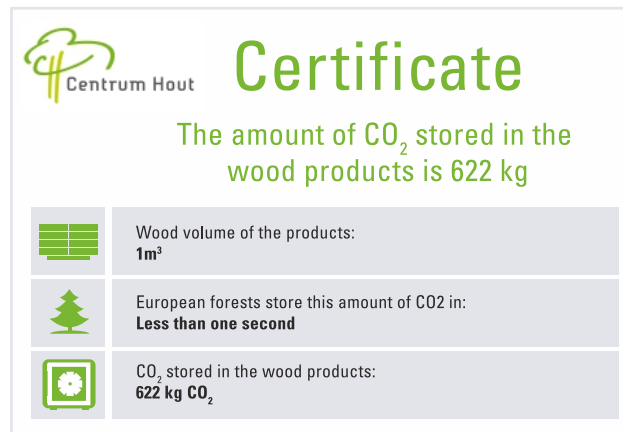 Centrum Hout
Certificate
The amount of CO₂ stored in the
wood products is 622 kg
Wood volume of the products:
1m³
European forests store this amount of CO2 in:
Less than one second
CO₂ stored in the wood products:
622 kg CO₂